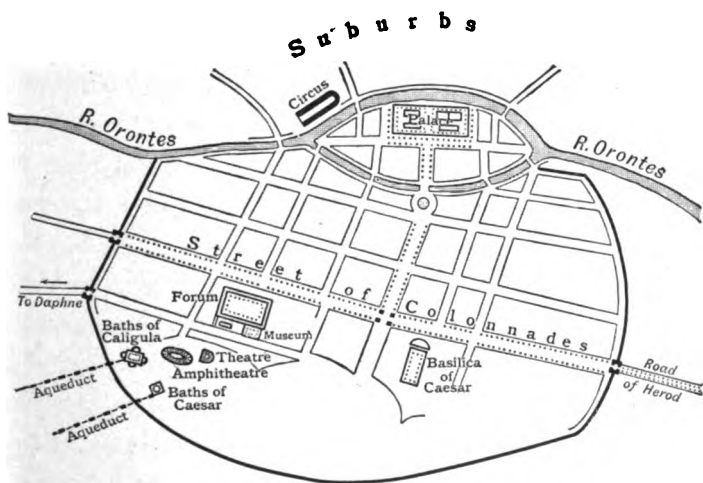 Suburbs
Circus
Palace
R. Orontes
R. Orontes
Street of Colonnades
To Daphne
Forum
Museum
Baths of
Caligula
Theatre
Amphitheatre
Basilica
of
Caesar
Road
of Herod
Aqueduct
Baths of
Caesar
Aqueduct